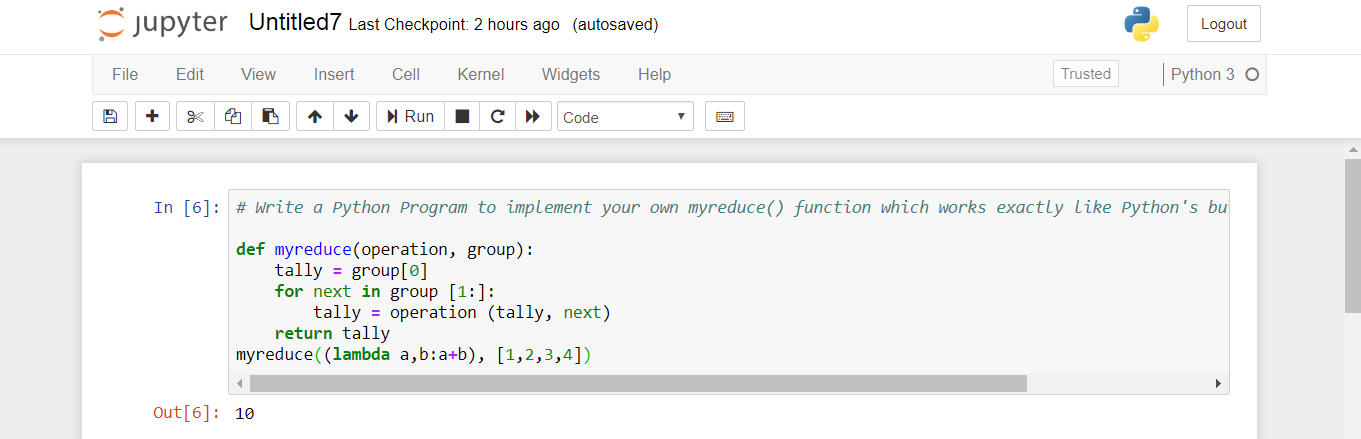 jupyter Untitled7 Last Checkpoint: 2 hours ago (autosaved)
Logout
File Edit View Insert Cell Kernel Widgets Help
Trusted
Python 3
Run
Code
In [6]:
# Write a Python Program to implement your own myreduce() function which works exactly like Python's bu
def myreduce(operation, group):
    tally = group[0]
    for next in group [1:]:
        tally = operation (tally, next)
    return tally
myreduce((lambda a,b:a+b), [1,2,3,4])
Out[6]: 10